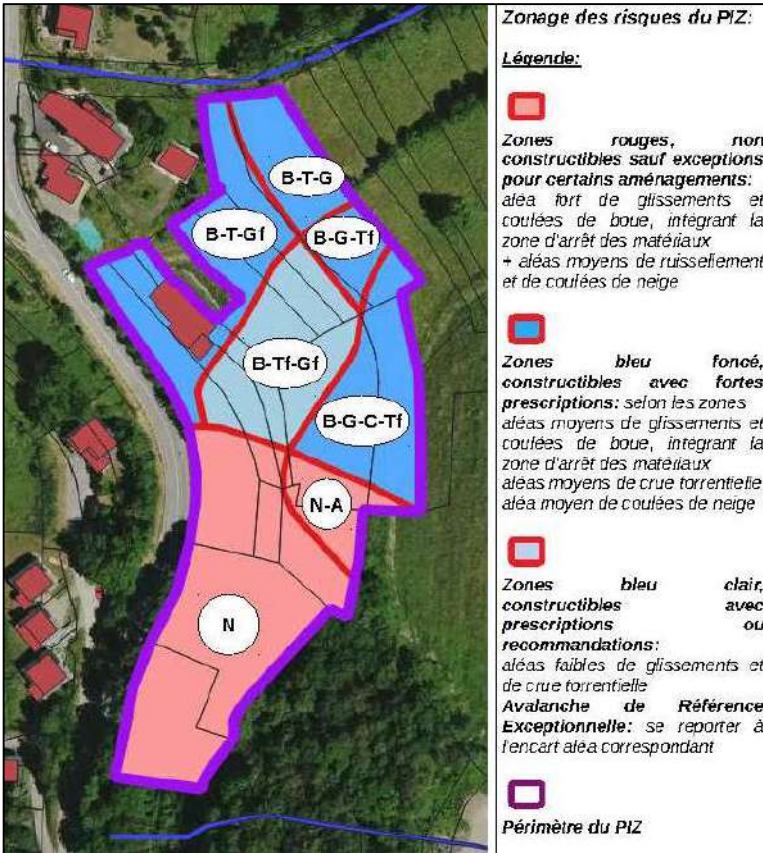 B-T-G
B-T-Gf
B-G-Tf
B-Tf-Gf
B-G-C-Tf
N-A
N
Zonage des risques du PIZ:
Légende:
Zones rouges, non
constructibles sauf exceptions
pour certains aménagements:
aléa fort de glissements et
coulées de boue, intégrant la
zone d'arrêt des matériaux
+ aléas moyens de ruissellement
et de coulées de neige
Zones bleu foncé,
constructibles avec fortes
prescriptions: selon les zones
aléas moyens de glissements et
coulées de boue, intégrant la
zone d'arrêt des matériaux
aléas moyens de crue torrentielle
aléa moyen de coulées de neige
Zones bleu clair,
constructibles avec
prescriptions ou
recommandations:
aléas faibles de glissements et
de crue torrentielle
Avalanche de Référence
Exceptionnelle: se reporter à
l'encart aléa correspondant
Périmètre du PIZ